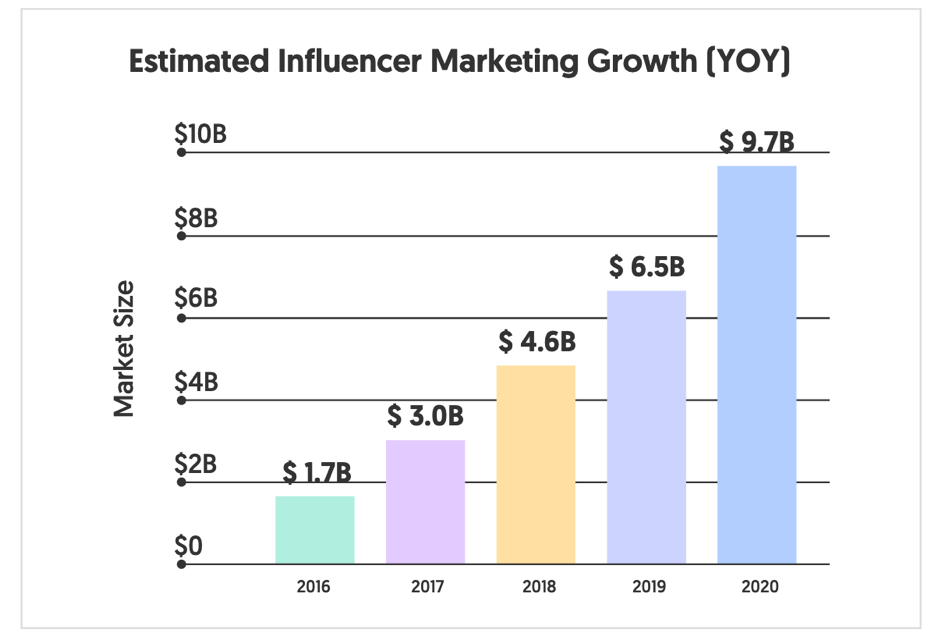 Estimated Influencer Marketing Growth (YOY)
$10B
$ 9.7B
$8B
$ 6.5B
$6B
$ 4.6B
$4B
$ 3.0B
$2B
$ 1.7B
$0
Market Size
2016 2017 2018 2019 2020